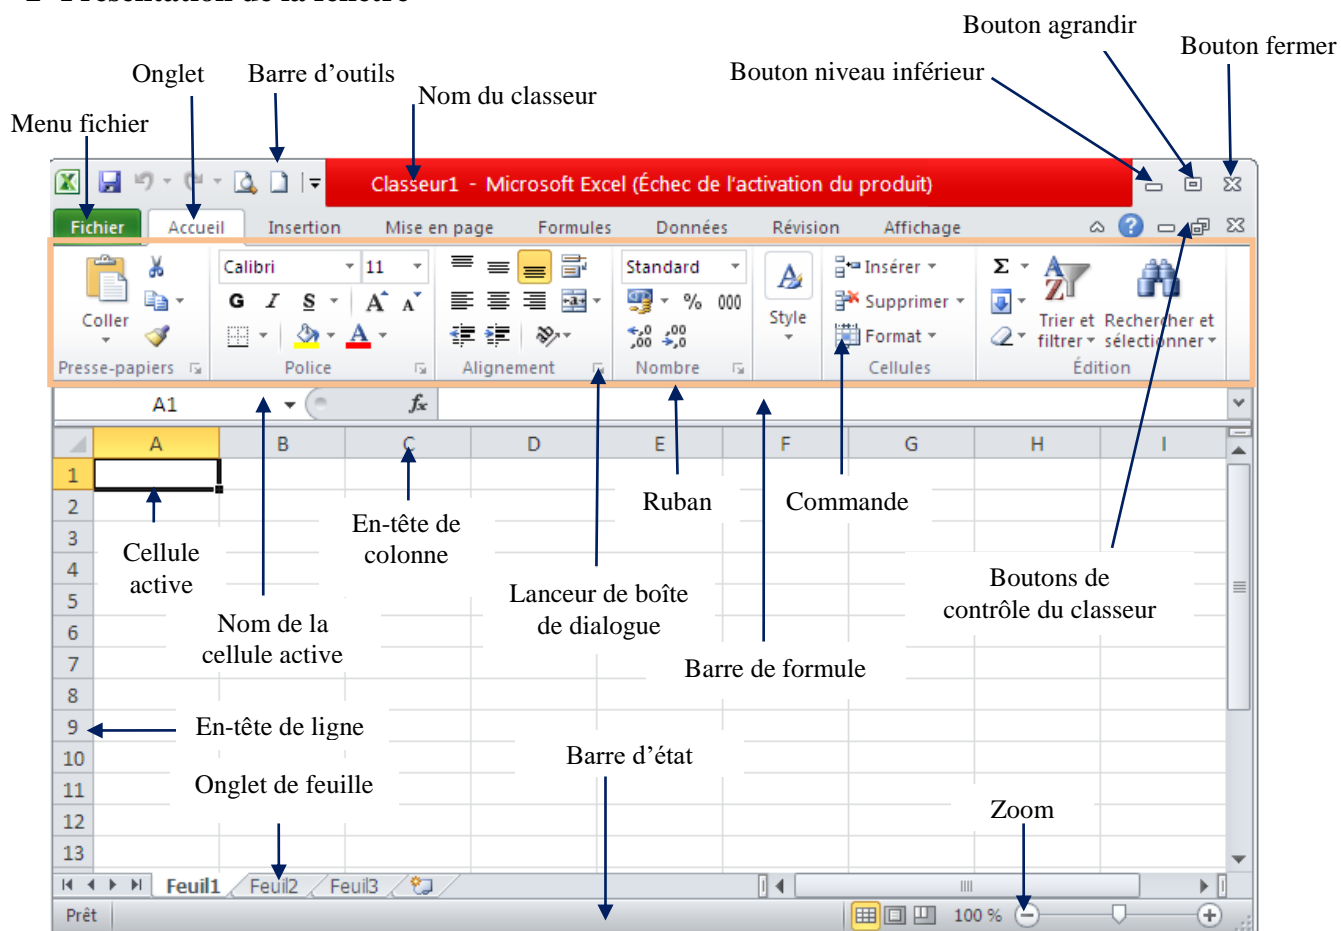 2- Présentation de la fenêtre
Bouton agrandir
Bouton fermer
Onglet
Barre d’outils
Bouton niveau inférieur
Nom du classeur
Menu fichier
Classeur1 - Microsoft Excel (Échec de l'activation du produit)
Fichier Accueil Insertion Mise en page Formules Données Révision Affichage
Calibri 11 Standard Insérer Σ
Coller G I S A A % 000 Style Supprimer Trier et filtrer Rechercher et sélectionner
Format
Presse-papiers Police Alignement Nombre Cellules Édition
A1 fx
A B C D E F G H I
1
2
3
4
5
6
7
8
9
10
11
12
13
Ruban
Commande
En-tête de
colonne
Cellule
active
Lanceur de boîte
de dialogue
Boutons de
contrôle du classeur
Nom de la
cellule active
Barre de formule
En-tête de ligne
Barre d’état
Onglet de feuille
Zoom
Feuil1 Feuil2 Feuil3
Prêt 100 %